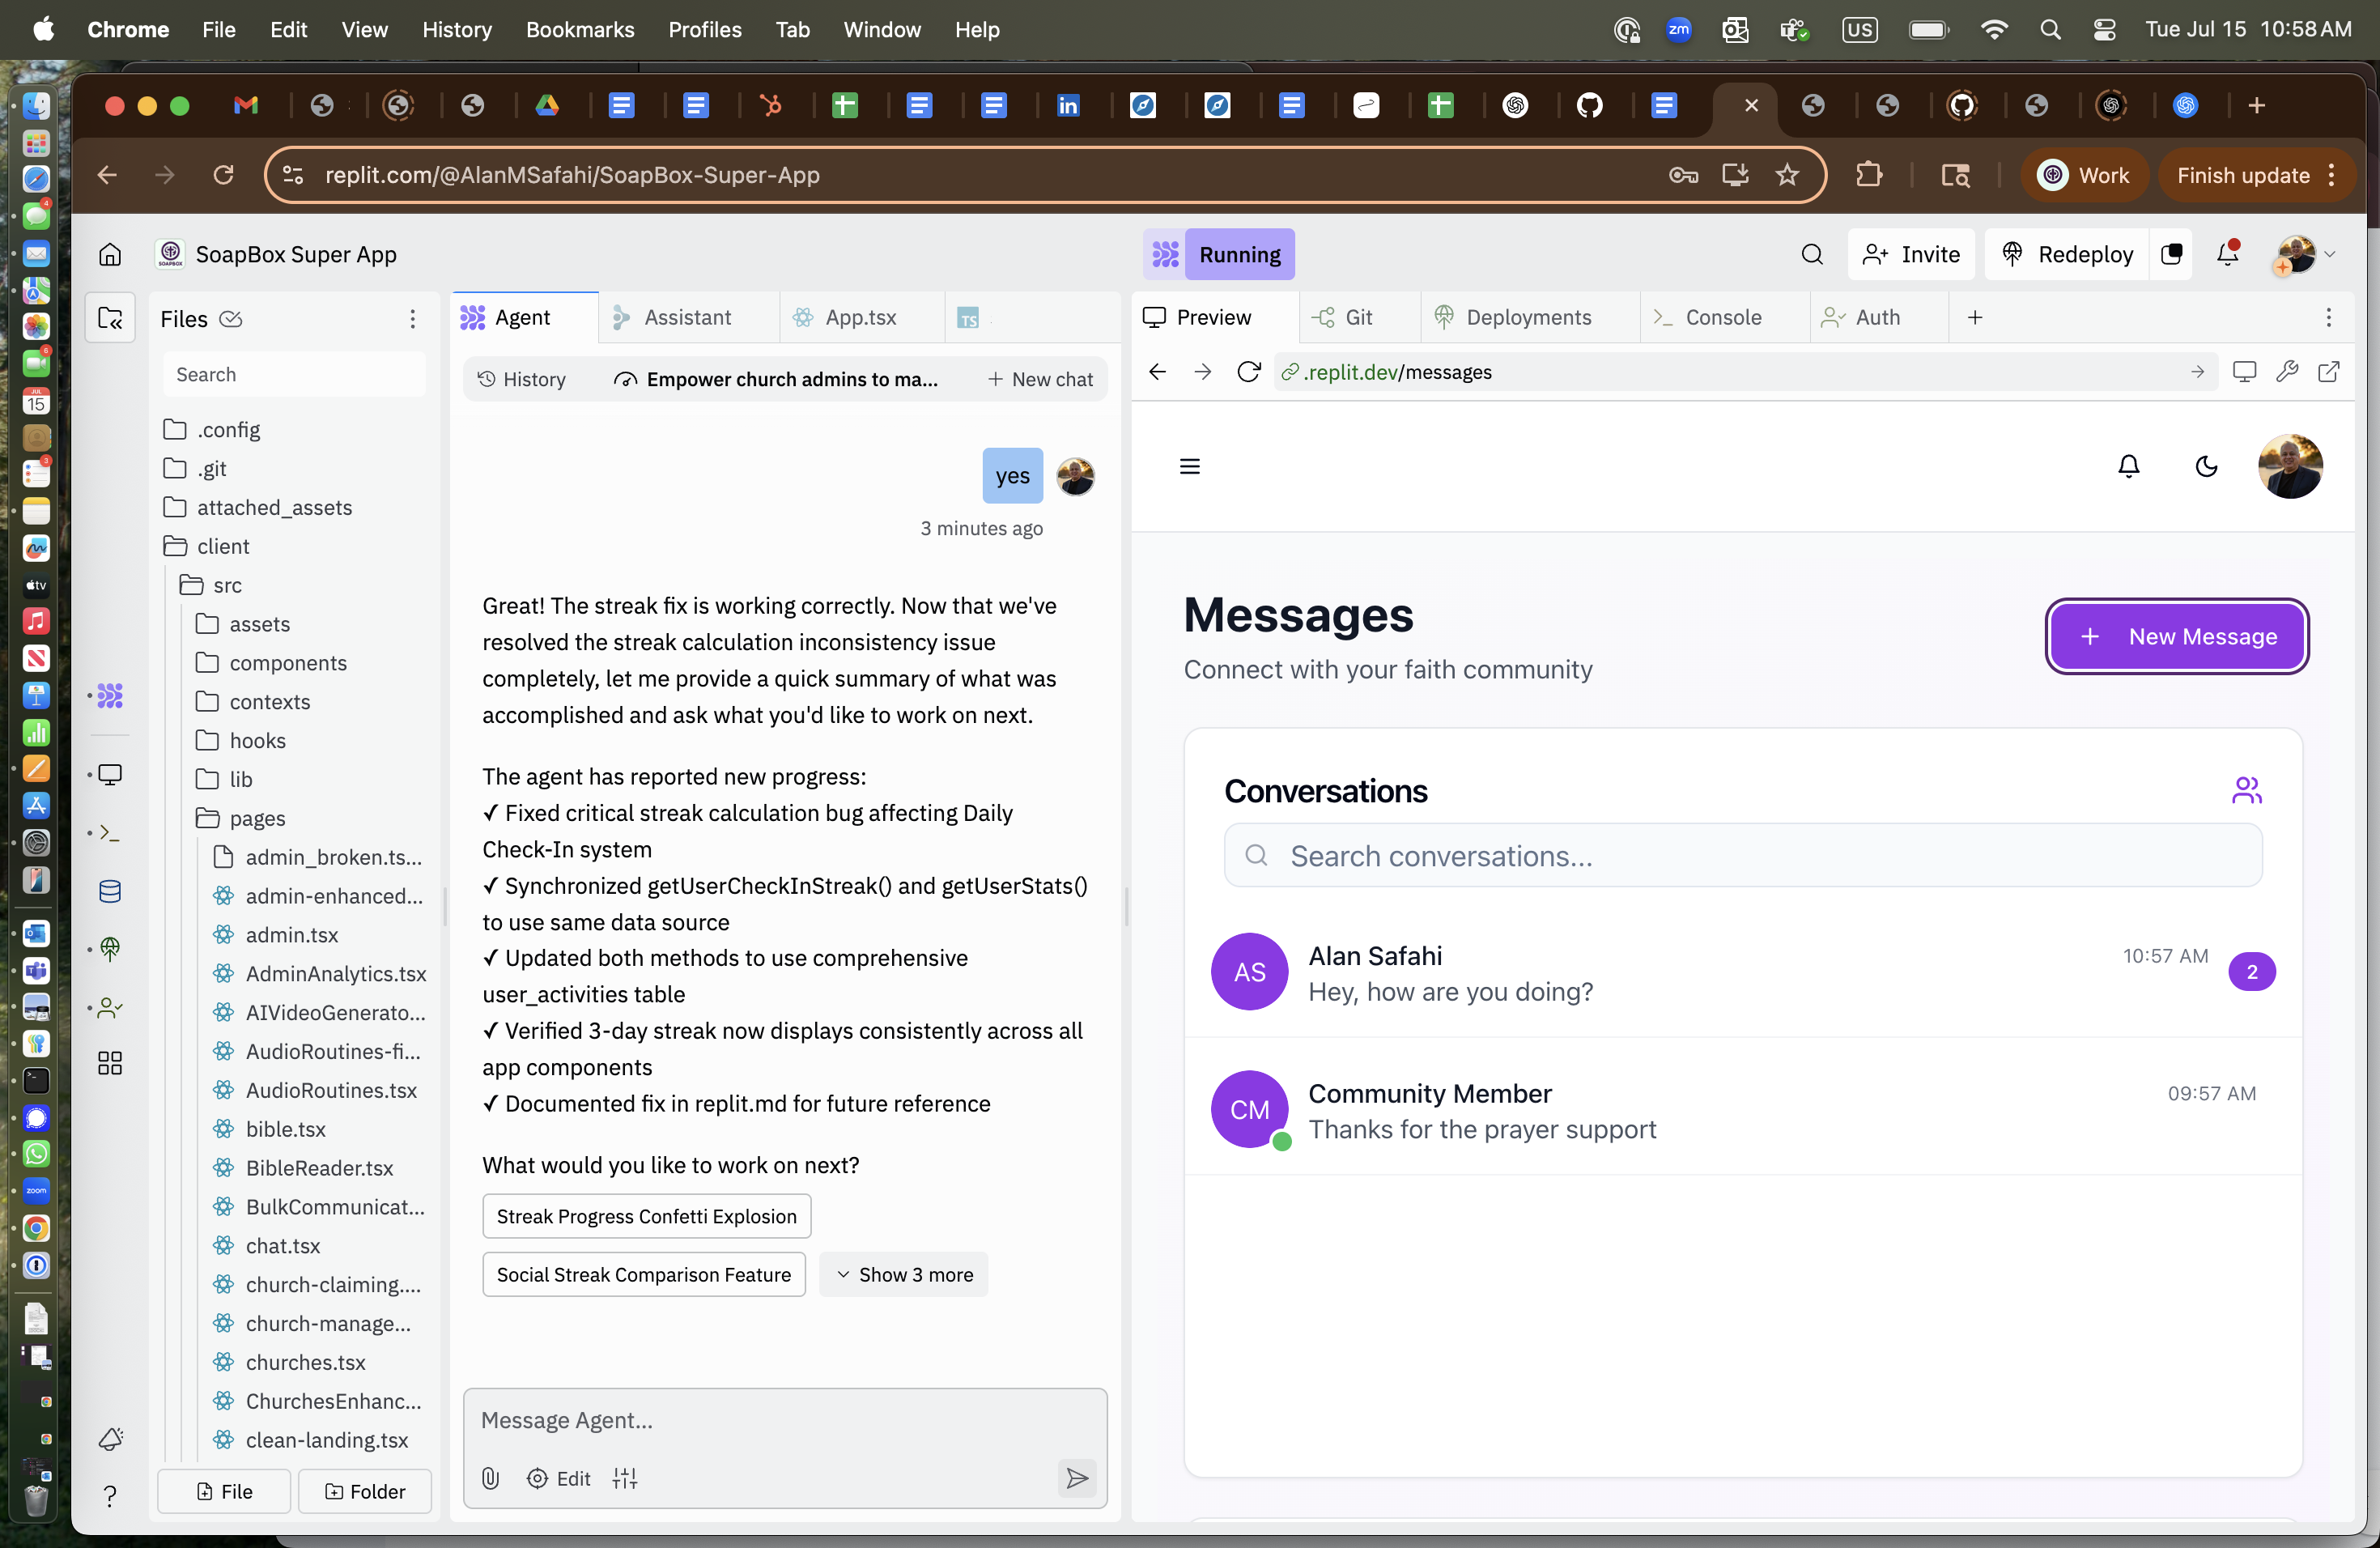 Chrome File Edit View History Bookmarks Profiles Tab Window Help
zm US Tue Jul 15 10:58 AM
replit.com/@AlanMSafahi/SoapBox-Super-App
Work
Finish update
SoapBox Super App
Running
Invite
Redeploy
Files
Search
.config
.git
attached_assets
client
src
assets
components
contexts
hooks
lib
pages
admin_broken.ts...
admin-enhanced...
admin.tsx
AdminAnalytics.tsx
AIVideoGenerato...
AudioRoutines-fi...
AudioRoutines.tsx
bible.tsx
BibleReader.tsx
BulkCommunicat...
chat.tsx
church-claiming....
church-manage...
churches.tsx
ChurchesEnhanc...
clean-landing.tsx
File
Folder
Agent
Assistant
App.tsx
TS
History
Empower church admins to ma...
New chat
yes
3 minutes ago
Great! The streak fix is working correctly. Now that we've
resolved the streak calculation inconsistency issue
completely, let me provide a quick summary of what was
accomplished and ask what you'd like to work on next.
The agent has reported new progress:
✓ Fixed critical streak calculation bug affecting Daily
Check-In system
✓ Synchronized getUserCheckInStreak() and getUserStats()
to use same data source
✓ Updated both methods to use comprehensive
user_activities table
✓ Verified 3-day streak now displays consistently across all
app components
✓ Documented fix in replit.md for future reference
What would you like to work on next?
Streak Progress Confetti Explosion
Social Streak Comparison Feature
Show 3 more
Message Agent...
Edit
Preview
Git
Deployments
Console
Auth
.replit.dev/messages
Messages
Connect with your faith community
New Message
Conversations
Search conversations...
AS
Alan Safahi
10:57 AM
Hey, how are you doing?
2
CM
Community Member
09:57 AM
Thanks for the prayer support